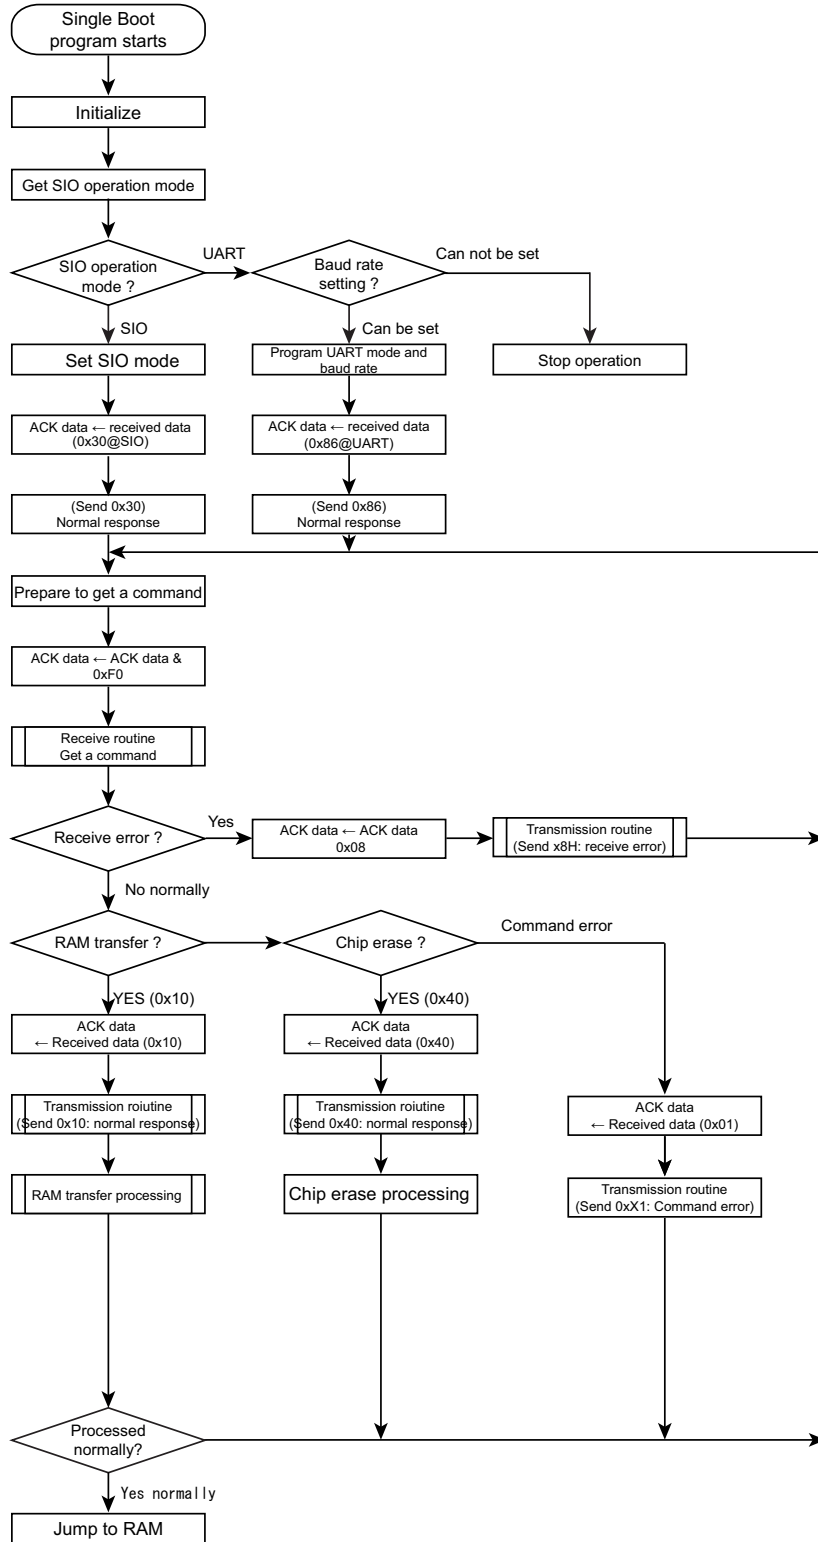 Single Boot
program starts
Initialize
Get SIO operation mode
SIO operation
mode ?
UART
Baud rate
setting ?
Can not be set
SIO
Can be set
Set SIO mode
Program UART mode and
baud rate
Stop operation
ACK data ← received data
(0x30@SIO)
ACK data ← received data
(0x86@UART)
(Send 0x30)
Normal response
(Send 0x86)
Normal response
Prepare to get a command
ACK data ← ACK data &
0xF0
Receive routine
Get a command
Receive error ?
Yes
ACK data ← ACK data
0x08
Transmission routine
(Send x8H: receive error)
No normally
RAM transfer ?
Chip erase ?
Command error
YES (0x10)
YES (0x40)
ACK data
← Received data (0x10)
ACK data
← Received data (0x40)
ACK data
← Received data (0x01)
Transmission roiutine
(Send 0x10: normal response)
Transmission roiutine
(Send 0x40: normal response)
Transmission routine
(Send 0xX1: Command error)
RAM transfer processing
Chip erase processing
Processed
normally?
Yes normally
Jump to RAM